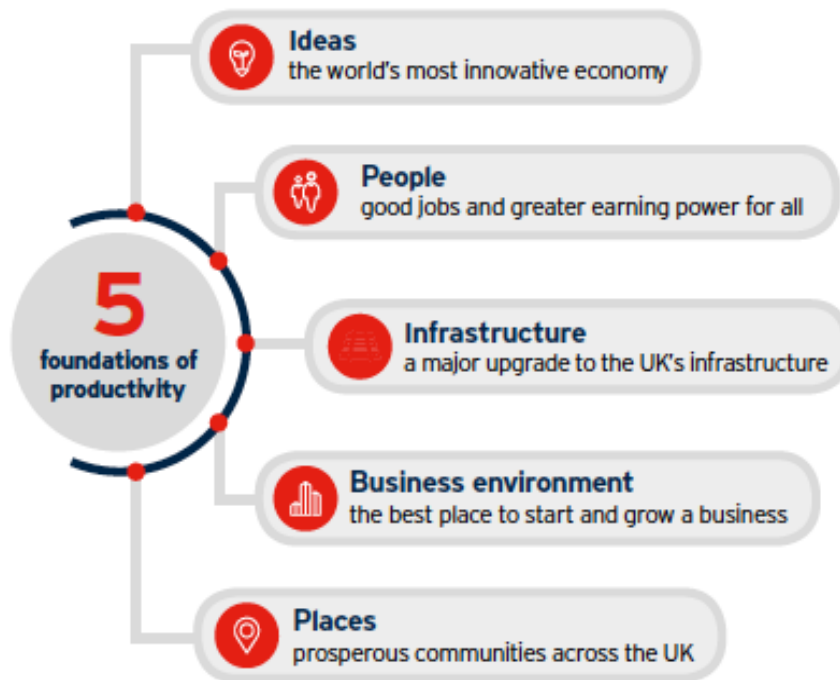 Ideas
the world's most innovative economy
People
good jobs and greater earning power for all
5
foundations of
productivity
Infrastructure
a major upgrade to the UK's infrastructure
Business environment
the best place to start and grow a business
Places
prosperous communities across the UK